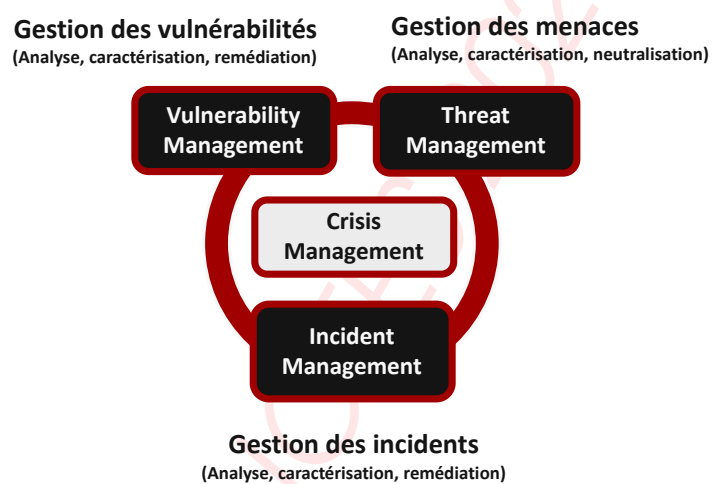 Gestion des vulnérabilités
(Analyse, caractérisation, remédiation)
Gestion des menaces
(Analyse, caractérisation, neutralisation)
Vulnerability
Management
Threat
Management
Crisis
Management
Incident
Management
Gestion des incidents
(Analyse, caractérisation, remédiation)